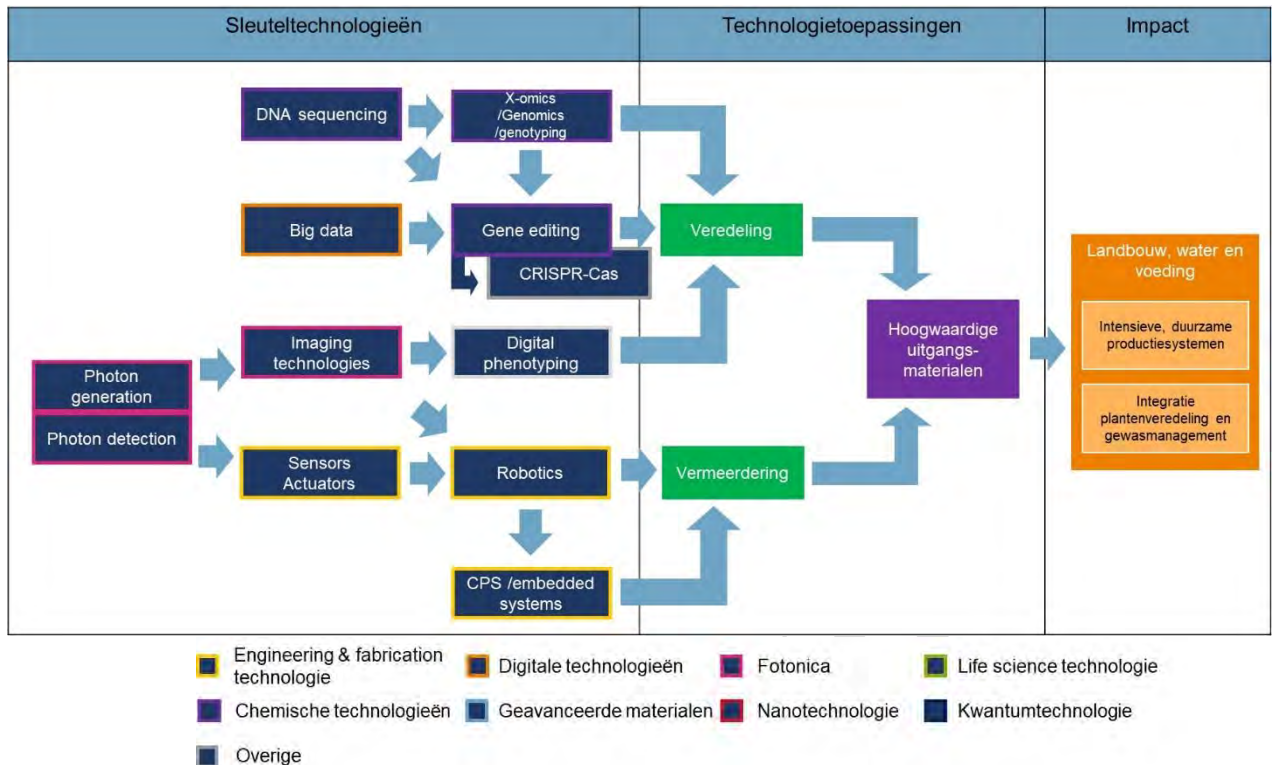 Sleuteltechnologieën
Technologietoepassingen
Impact
DNA sequencing
X-omics
/Genomics
/genotyping
Big data
Gene editing
CRISPR-Cas
Veredeling
Imaging
technologies
Digital
phenotyping
Photon
generation
Photon detection
Sensors
Actuators
Robotics
Vermeerdering
CPS /embedded
systems
Hoogwaardige
uitgangs-
materialen
Landbouw, water en
voeding
Intensieve, duurzame
productiesystemen
Integratie
plantenveredeling en
gewasmanagement
Engineering & fabrication
technologie
Digitale technologieën
Fotonica
Life science technologie
Chemische technologieën
Geavanceerde materialen
Nanotechnologie
Kwantumtechnologie
Overige